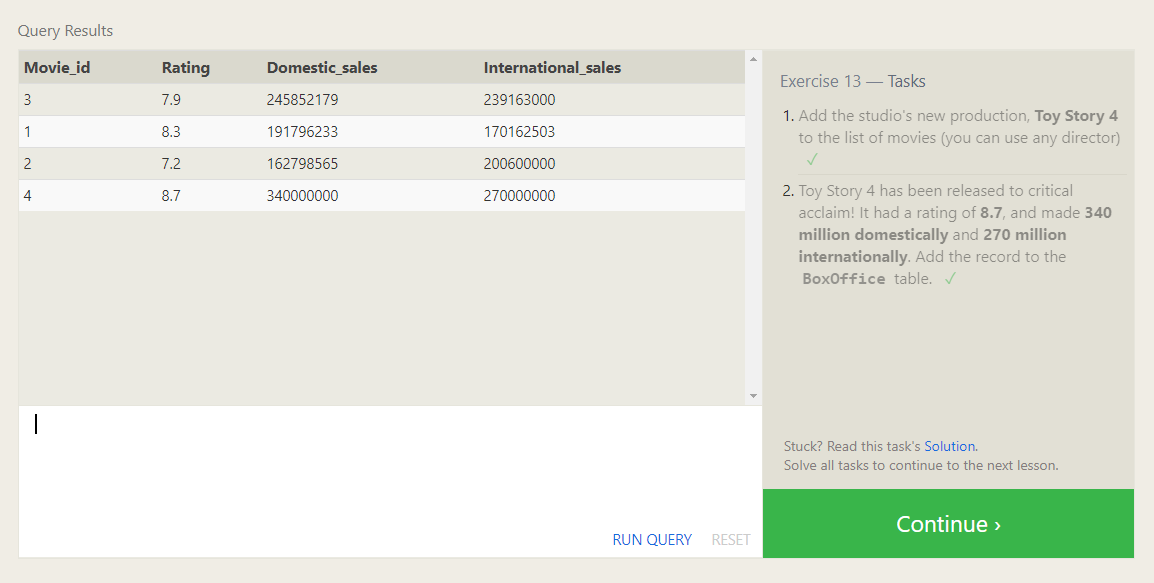 Query Results
Movie_id Rating Domestic_sales International_sales
3 7.9 245852179 239163000
1 8.3 191796233 170162503
2 7.2 162798565 200600000
4 8.7 340000000 270000000
Exercise 13 — Tasks
1. Add the studio's new production, Toy Story 4
to the list of movies (you can use any director)
✓
2. Toy Story 4 has been released to critical
acclaim! It had a rating of 8.7, and made 340
million domestically and 270 million
internationally. Add the record to the
BoxOffice table. ✓
Stuck? Read this task's Solution.
Solve all tasks to continue to the next lesson.
RUN QUERY RESET
Continue ›